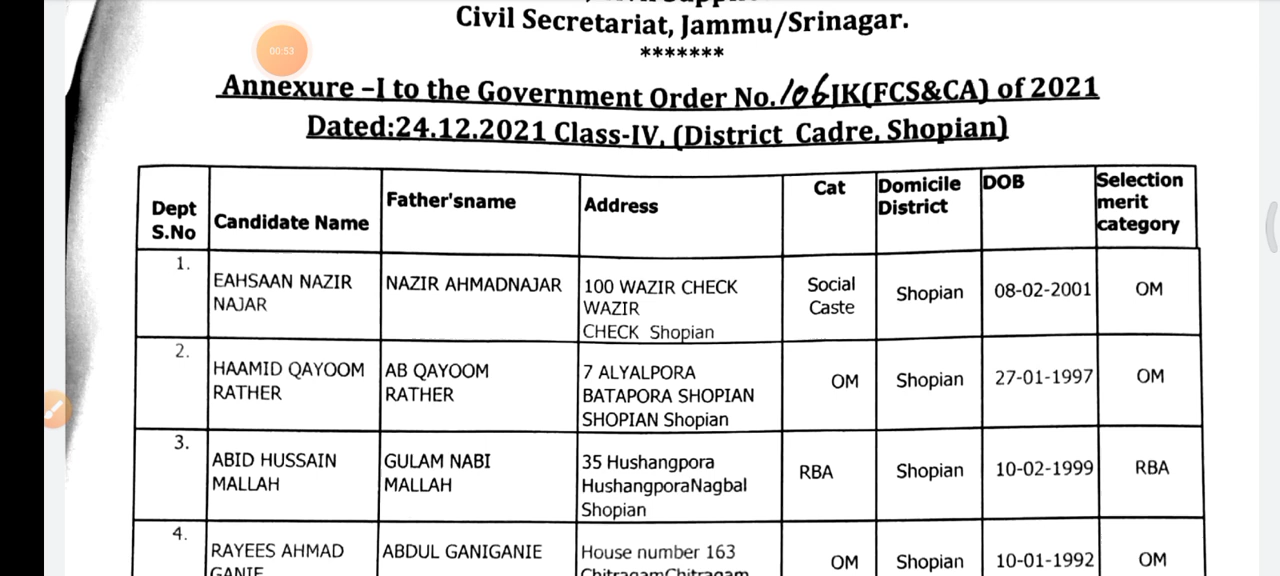 Civil Secretariat, Jammu/Srinagar.
*******
00:53
Annexure –I to the Government Order No. 106JK(FCS&CA) of 2021
Dated:24.12.2021 Class-IV, (District Cadre, Shopian)
Dept S.No Candidate Name Father'sname Address Cat Domicile District DOB Selection merit category
1. EAHSAAN NAZIR NAJAR NAZIR AHMADNAJAR 100 WAZIR CHECK WAZIR CHECK Shopian Social Caste Shopian 08-02-2001 OM
2. HAAMID QAYOOM RATHER AB QAYOOM RATHER 7 ALYALPORA BATAPORA SHOPIAN SHOPIAN Shopian OM Shopian 27-01-1997 OM
3. ABID HUSSAIN MALLAH GULAM NABI MALLAH 35 Hushangpora HushangporaNagbal Shopian RBA Shopian 10-02-1999 RBA
4. RAYEES AHMAD GANIE ABDUL GANIGANIE House number 163 ChitragamChitragam OM Shopian 10-01-1992 OM